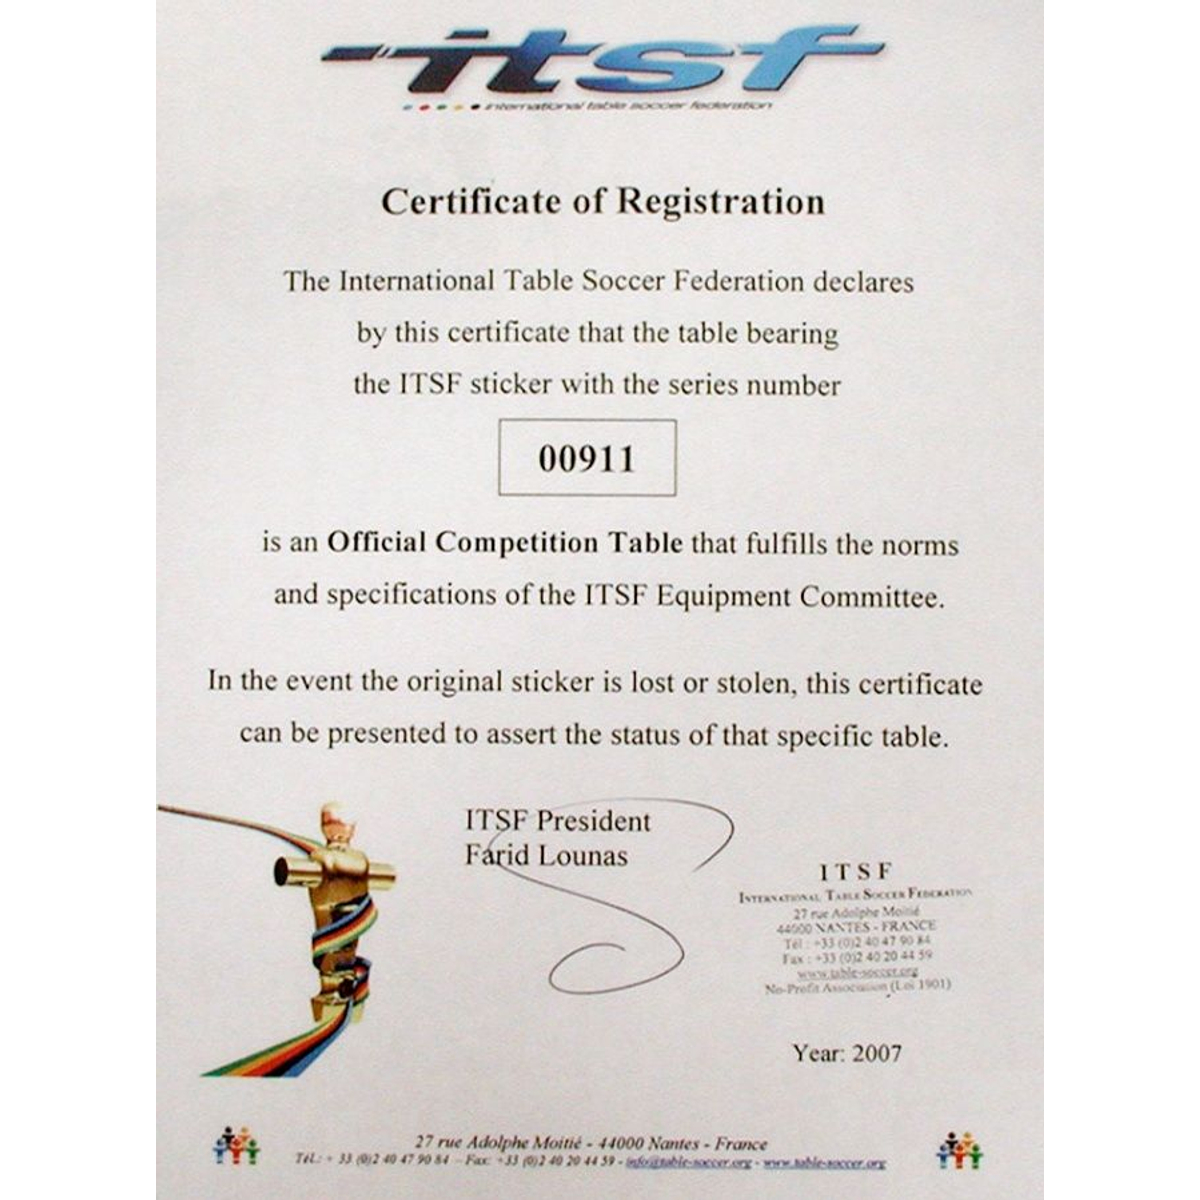 itsf
international table soccer federation
Certificate of Registration
The International Table Soccer Federation declares
by this certificate that the table bearing
the ITSF sticker with the series number
00911
is an Official Competition Table that fulfills the norms
and specifications of the ITSF Equipment Committee.
In the event the original sticker is lost or stolen, this certificate
can be presented to assert the status of that specific table.
ITSF President
Farid Lounas
ITSF
INTERNATIONAL TABLE SOCCER FEDERATION
27 rue Adolphe Moitié
44000 NANTES - FRANCE
Tél : +33 (0)2 40 47 90 84
Fax : +33 (0)2 40 20 44 59
www.table-soccer.org
No-Profit Association (Loi 1901)
Year: 2007
27 rue Adolphe Moitié - 44000 Nantes - France
Tél.: + 33 (0)2 40 47 90 84 - Fax: +33 (0)2 40 20 44 59 - info@table-soccer.org - www.table-soccer.org